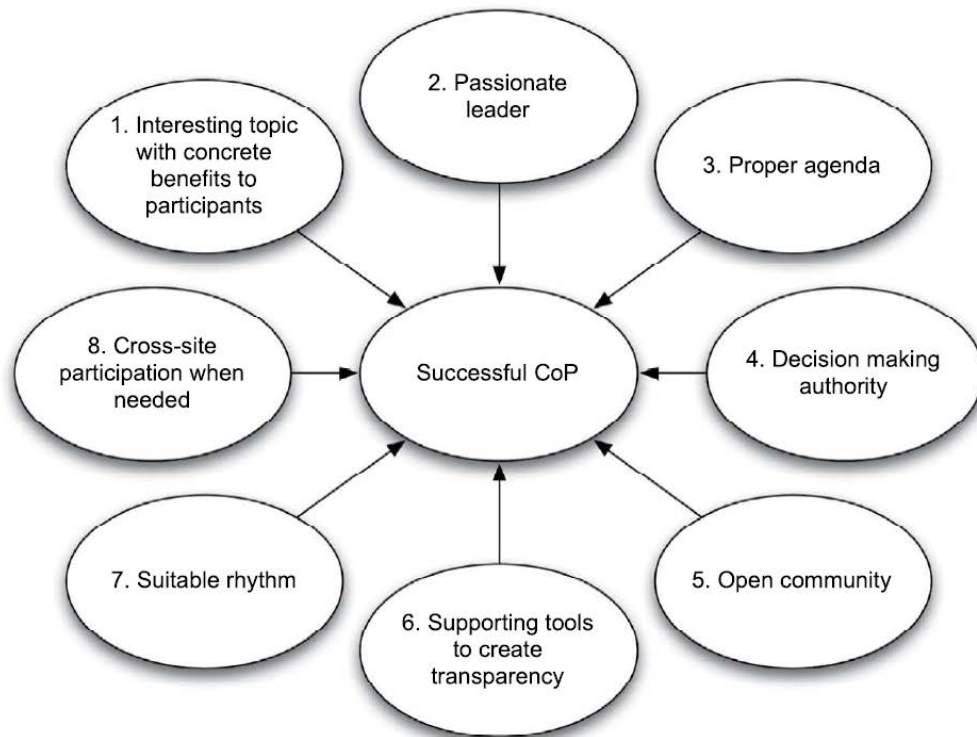 1. Interesting topic
with concrete
benefits to
participants
2. Passionate
leader
3. Proper agenda
4. Decision making
authority
5. Open community
6. Supporting tools
to create
transparency
7. Suitable rhythm
8. Cross-site
participation when
needed
Successful CoP